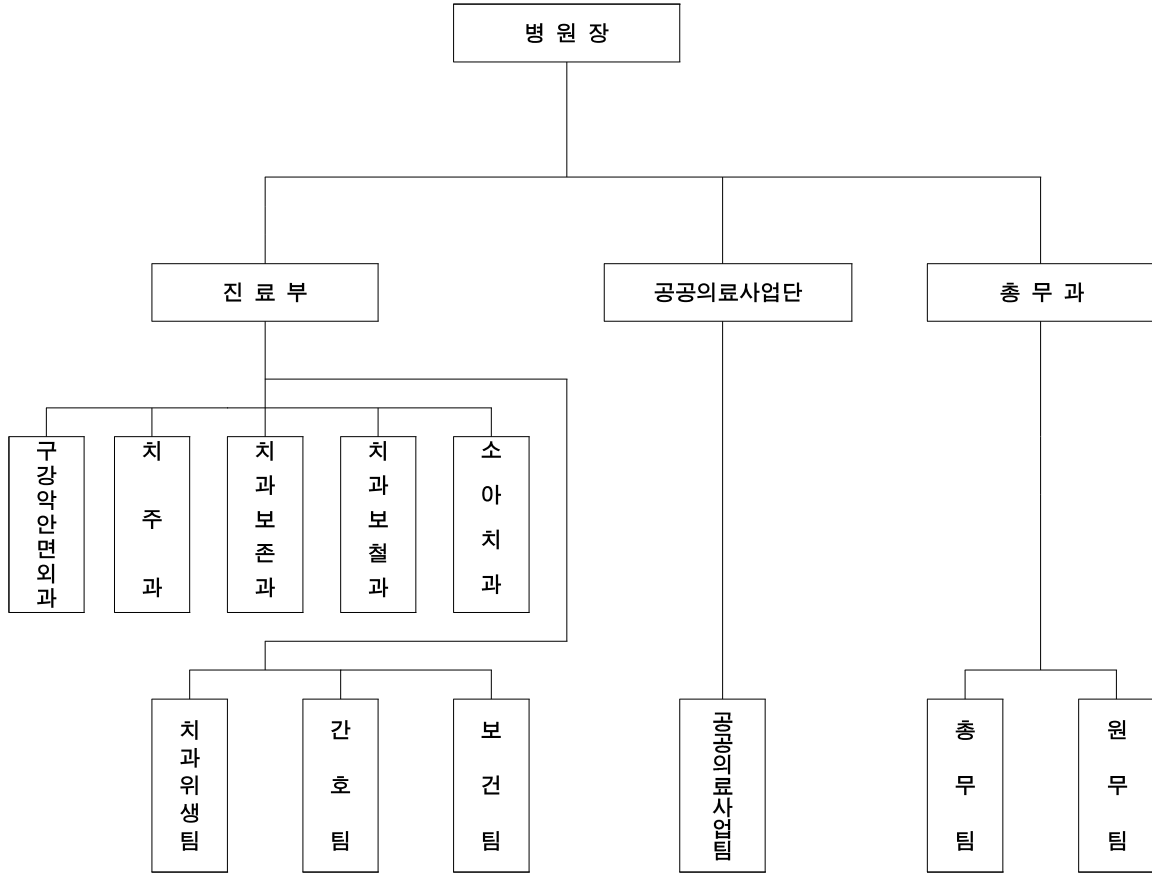 병 원 장
진 료 부
공공의료사업단
총 무 과
구강악안면외과
치주과
치과보존과
치과보철과
소아치과
치과위생팀
간호팀
보건팀
공공의료사업팀
총무팀
원무팀